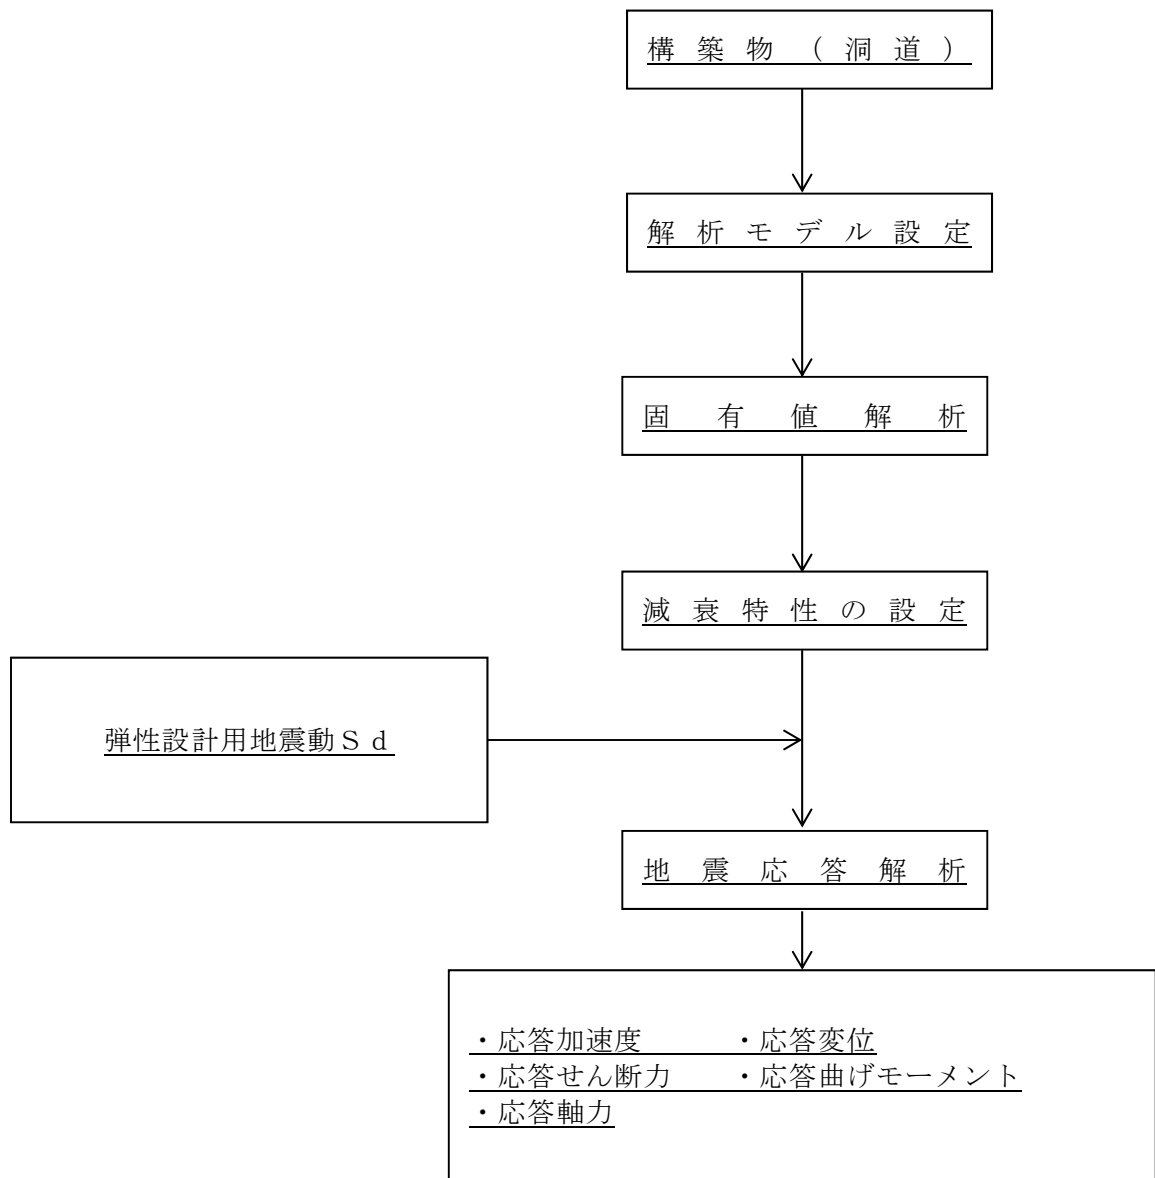 構築物（洞道）
解析モデル設定
固有値解析
減衰特性の設定
弾性設計用地震動Ｓｄ
地震応答解析
・応答加速度　　　・応答変位
・応答せん断力　　・応答曲げモーメント
・応答軸力